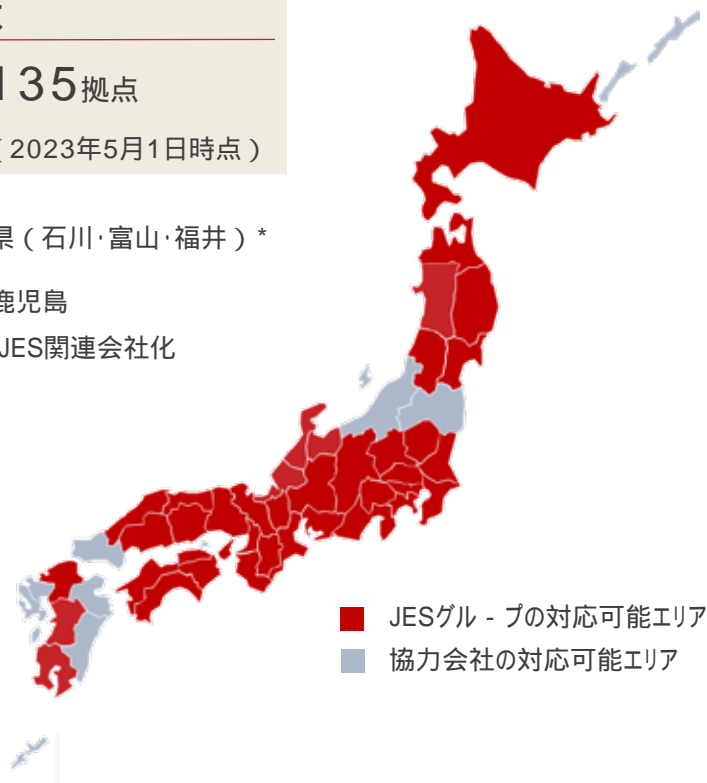 135拠点
( 2023年5月1日時点 )
県 ( 石川･富山･福井 ) *
鹿児島
JES関連会社化
JESグル - プの対応可能エリア
協力会社の対応可能エリア